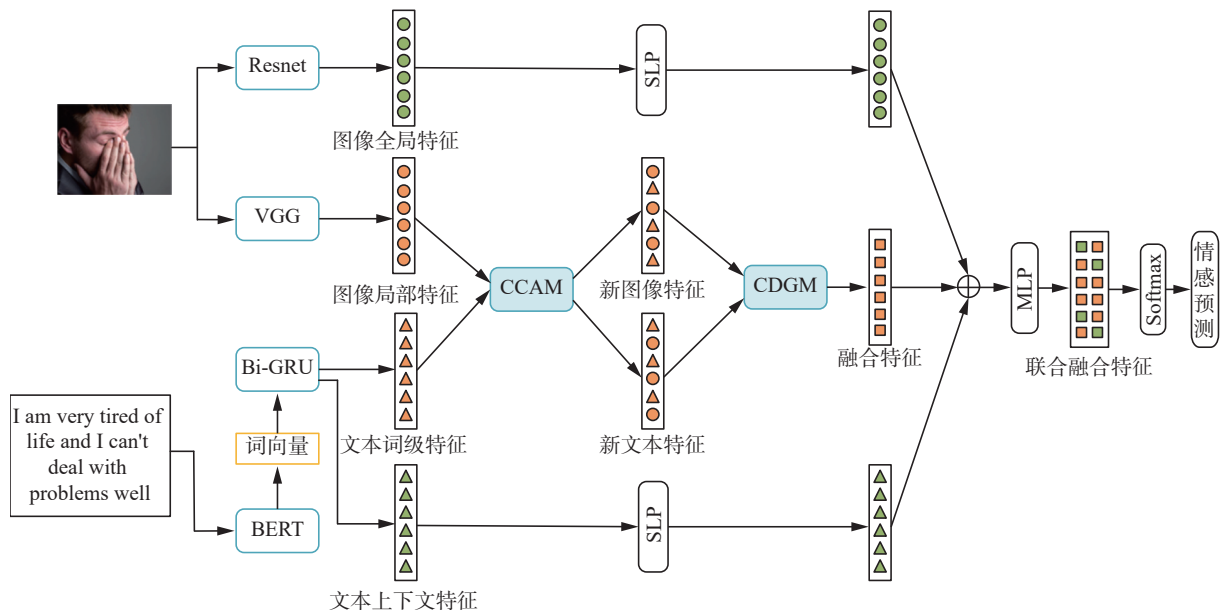 Resnet
SLP
图像全局特征
VGG
图像局部特征
CCAM
新图像特征
CDGM
融合特征
MLP
联合融合特征
Softmax
情感预测
Bi-GRU
I am very tired of
life and I can't
deal with
problems well
词向量
文本词级特征
新文本特征
BERT
SLP
文本上下文特征